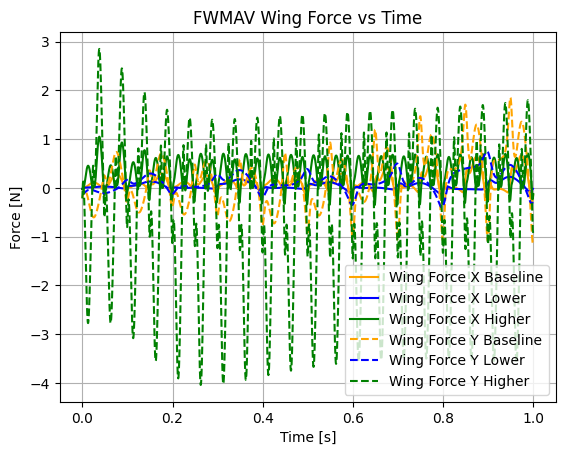 FWMAV Wing Force vs Time
3
2
1
0
−1
−2
−3
−4
Force [N]
Wing Force X Baseline
Wing Force X Lower
Wing Force X Higher
Wing Force Y Baseline
Wing Force Y Lower
Wing Force Y Higher
0.0 0.2 0.4 0.6 0.8 1.0
Time [s]